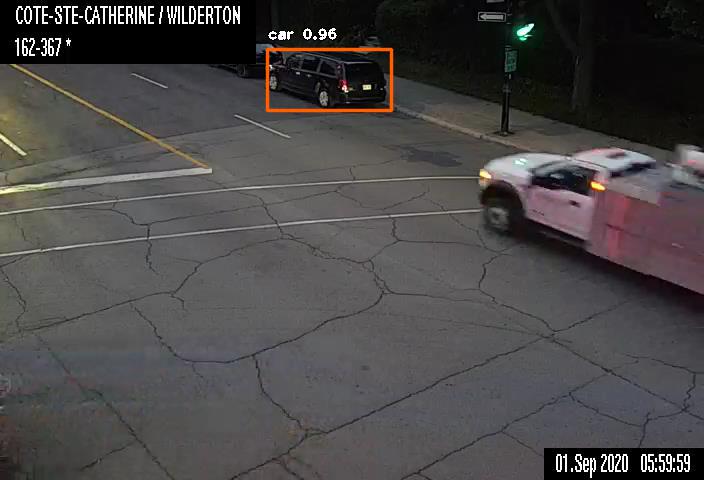 COTE-STE-CATHERINE / WILDERTON
162-367 *
car 0.96
01.Sep 2020 05:59:59